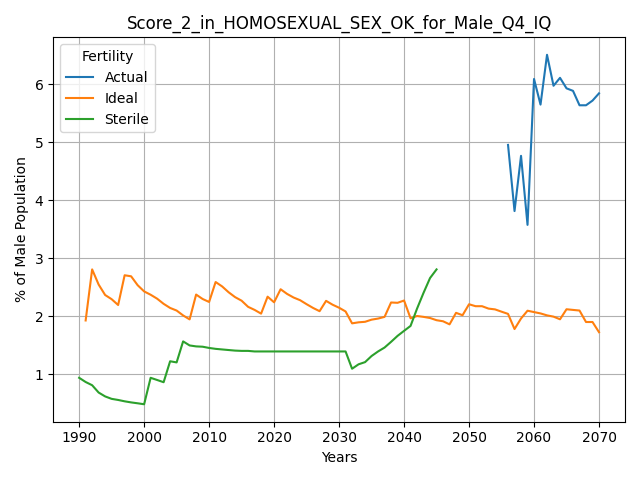 Score_2_in_HOMOSEXUAL_SEX_OK_for_Male_Q4_IQ
Fertility
Actual
Ideal
Sterile
% of Male Population
6
5
4
3
2
1
1990 2000 2010 2020 2030 2040 2050 2060 2070
Years